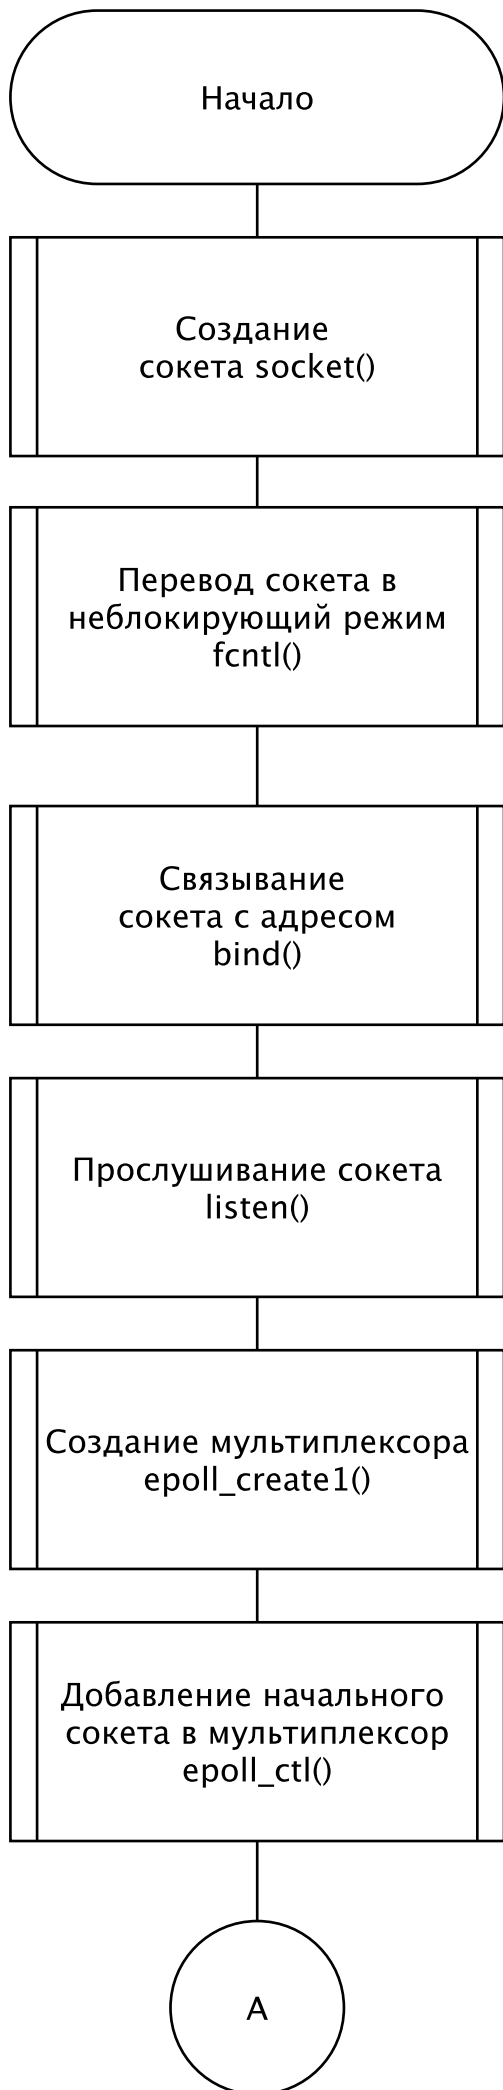 Начало
Создание
сокета socket()
Перевод сокета в
неблокирующий режим
fcntl()
Связывание
сокета с адресом
bind()
Прослушивание сокета
listen()
Создание мультиплексора
epoll_create1()
Добавление начального
сокета в мультиплексор
epoll_ctl()
А